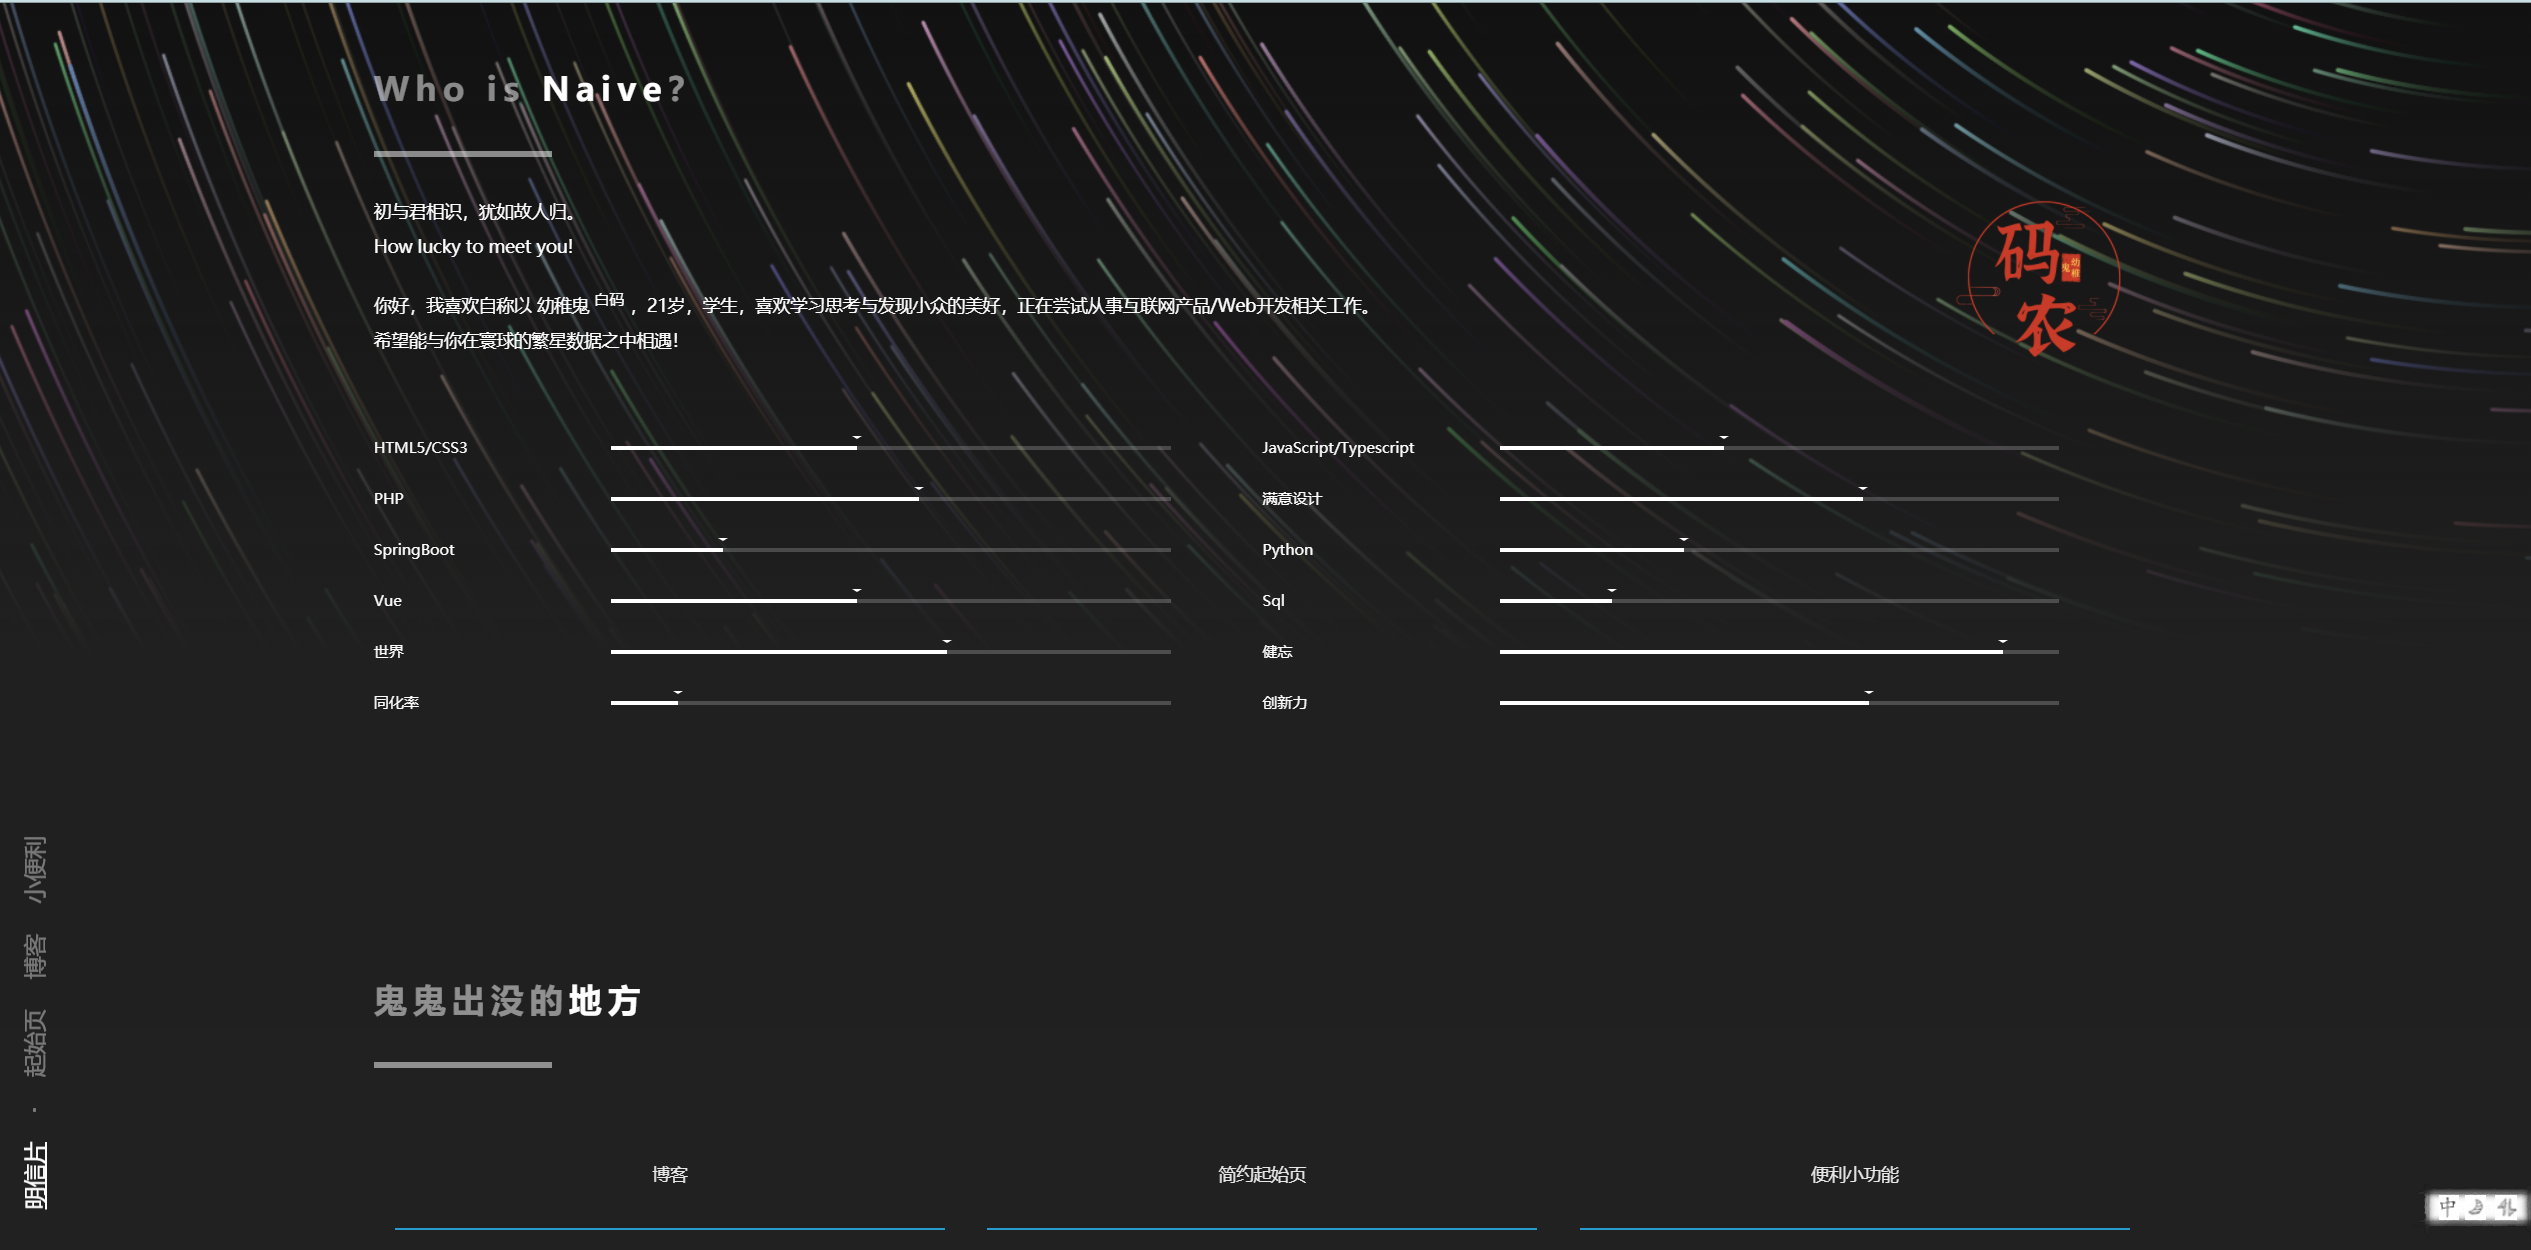 Who is Naive?
初与君相识，犹如故人归。
How lucky to meet you!
你好，我喜欢自称以 幼稚鬼 白码 ，21岁，学生，喜欢学习思考与发现小众的美好，正在尝试从事互联网产品/Web开发相关工作。
希望能与你在寰球的繁星数据之中相遇！
码
幼稚鬼
农
HTML5/CSS3
JavaScript/Typescript
PHP
满意设计
SpringBoot
Python
Vue
Sql
世界
健忘
同化率
创新力
鬼鬼出没的地方
博客
简约起始页
便利小功能
明信片 · 起始页 博客 小便利
中